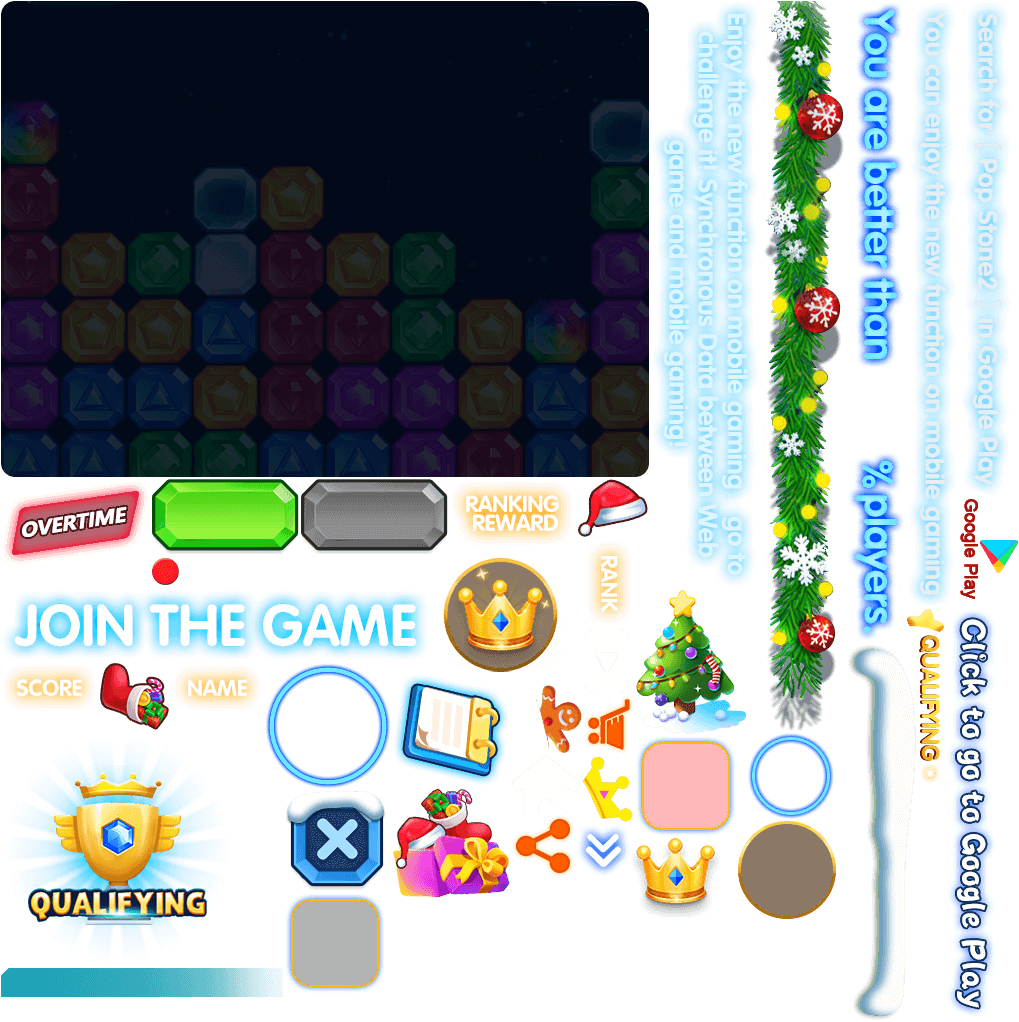 OVERTIME
RANKING
REWARD
RANK
JOIN THE GAME
SCORE
NAME
QUALIFYING
Enjoy the new function on mobile gaming go to
challenge it! Synchronous Data between Web
game and mobile gaming!
You are better than
%players
You can enjoy the new function on mobile gaming
Search for [ Pop Stone2 ] in Google Play
Google Play
QUALIFYING
Click to go to Google Play